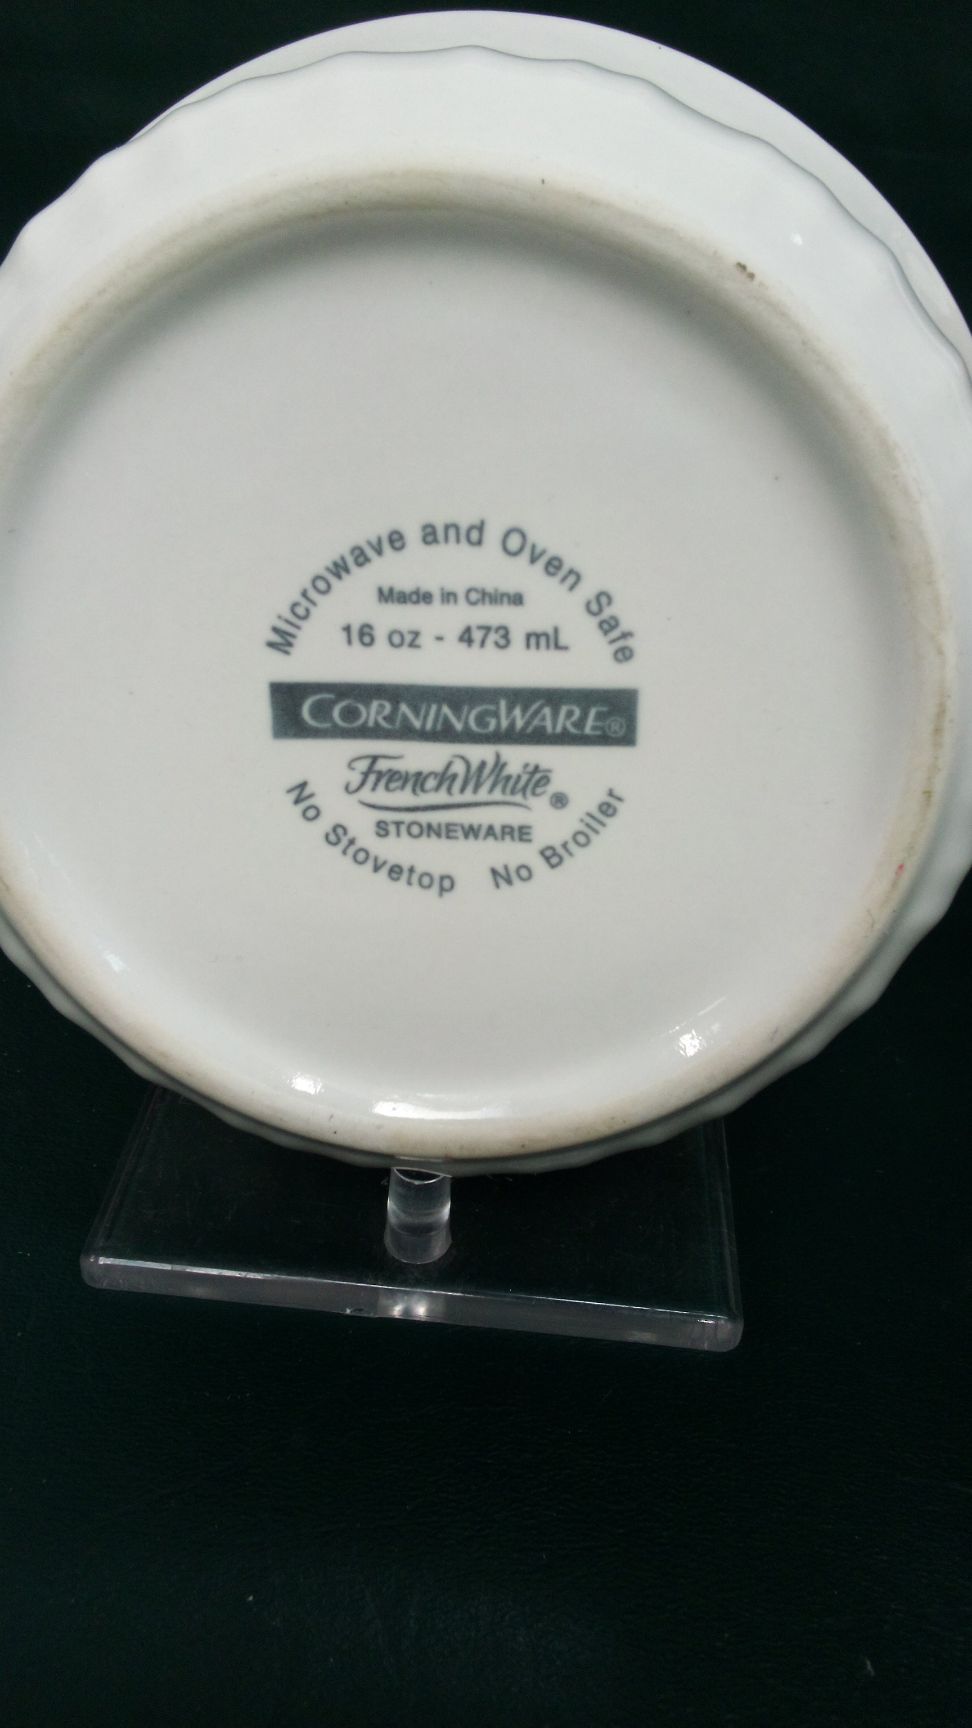 Microwave and Oven Safe
Made in China
16 oz - 473 mL
CORNINGWARE®
FrenchWhite®
STONEWARE
No Stovetop No Broiler